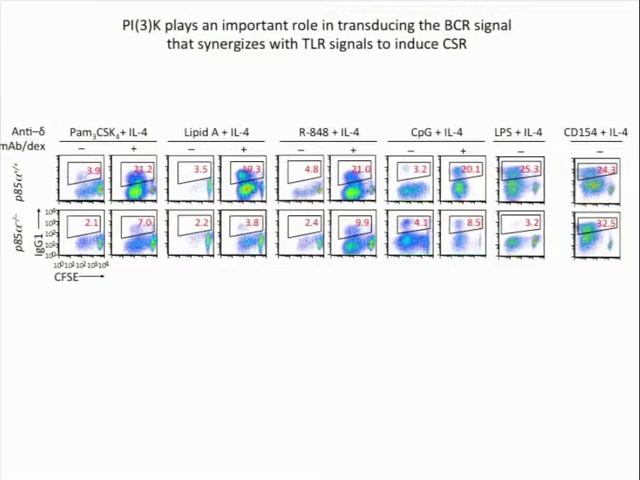 PI(3)K plays an important role in transducing the BCR signal
that synergizes with TLR signals to induce CSR
Anti–δ Pam3CSK4+ IL-4 Lipid A + IL-4 R-848 + IL-4 CpG + IL-4 LPS + IL-4 CD154 + IL-4
mAb/dex – + – + – + – + – –
p85α+/+ 3.9 21.2 3.5 19.3 4.8 21.0 3.2 20.1 25.3 24.3
p85α-/- 2.1 7.0 2.2 3.8 2.4 9.9 4.1 8.5 3.2 32.5
IgG1
CFSE